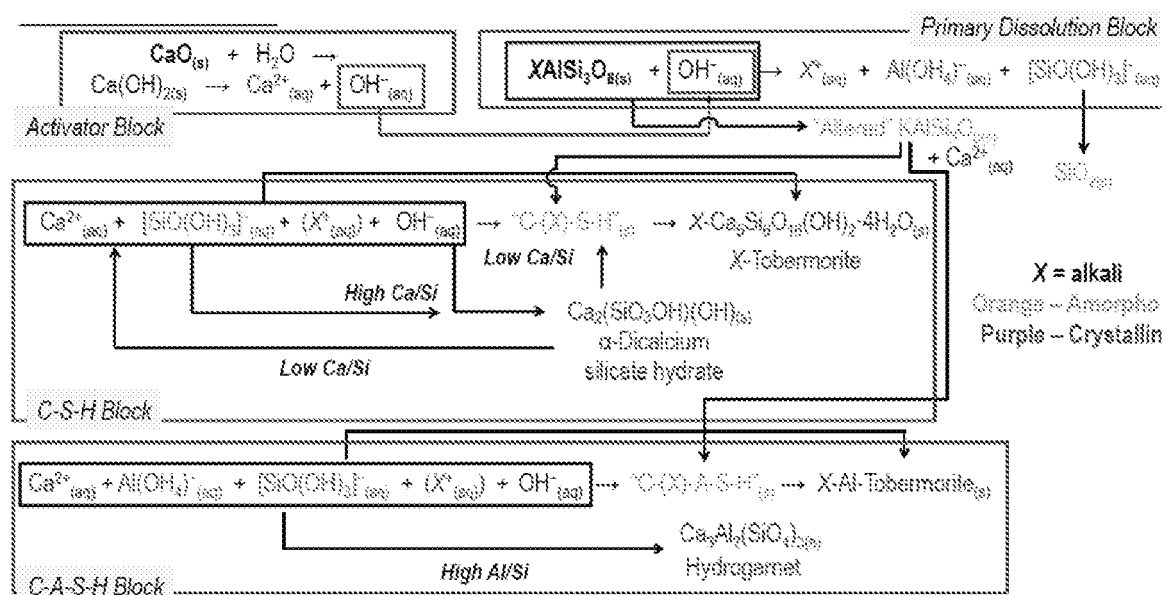 Primary Dissolution Block
CaO(s) + H₂O →
Ca(OH)₂(s) → Ca²⁺(aq) + OH⁻(aq)
Activator Block
XAlSi₃O₈(s) + OH⁻(aq) → X⁺(aq) + Al(OH₄)⁻(aq) + [SiO(OH)₃]⁻(aq)
"Altered" KAlSi₃O₈(s)
+ Ca²⁺(aq)
SiO₂(s)
Ca²⁺(aq) + [SiO(OH)₃]⁻(aq) + (X⁺(aq)) + OH⁻(aq) → "C-(X)-S-H"(s) → X-Ca₅Si₆O₁₆(OH)₂·4H₂O(s)
Low Ca/Si
X-Tobermorite
High Ca/Si
Ca₂(SiO₃OH)(OH)(s)
α-Dicalcium
silicate hydrate
Low Ca/Si
X = alkali
Orange – Amorpho
Purple – Crystallin
C-S-H Block
Ca²⁺(aq) + Al(OH₄)⁻(aq) + [SiO(OH)₃]⁻(aq) + (X⁺(aq)) + OH⁻(aq) → "C-(X)-A-S-H"(s) → X-Al-Tobermorite(s)
Ca₃Al₂(SiO₄)₃(s)
Hydrogarnet
High Al/Si
C-A-S-H Block